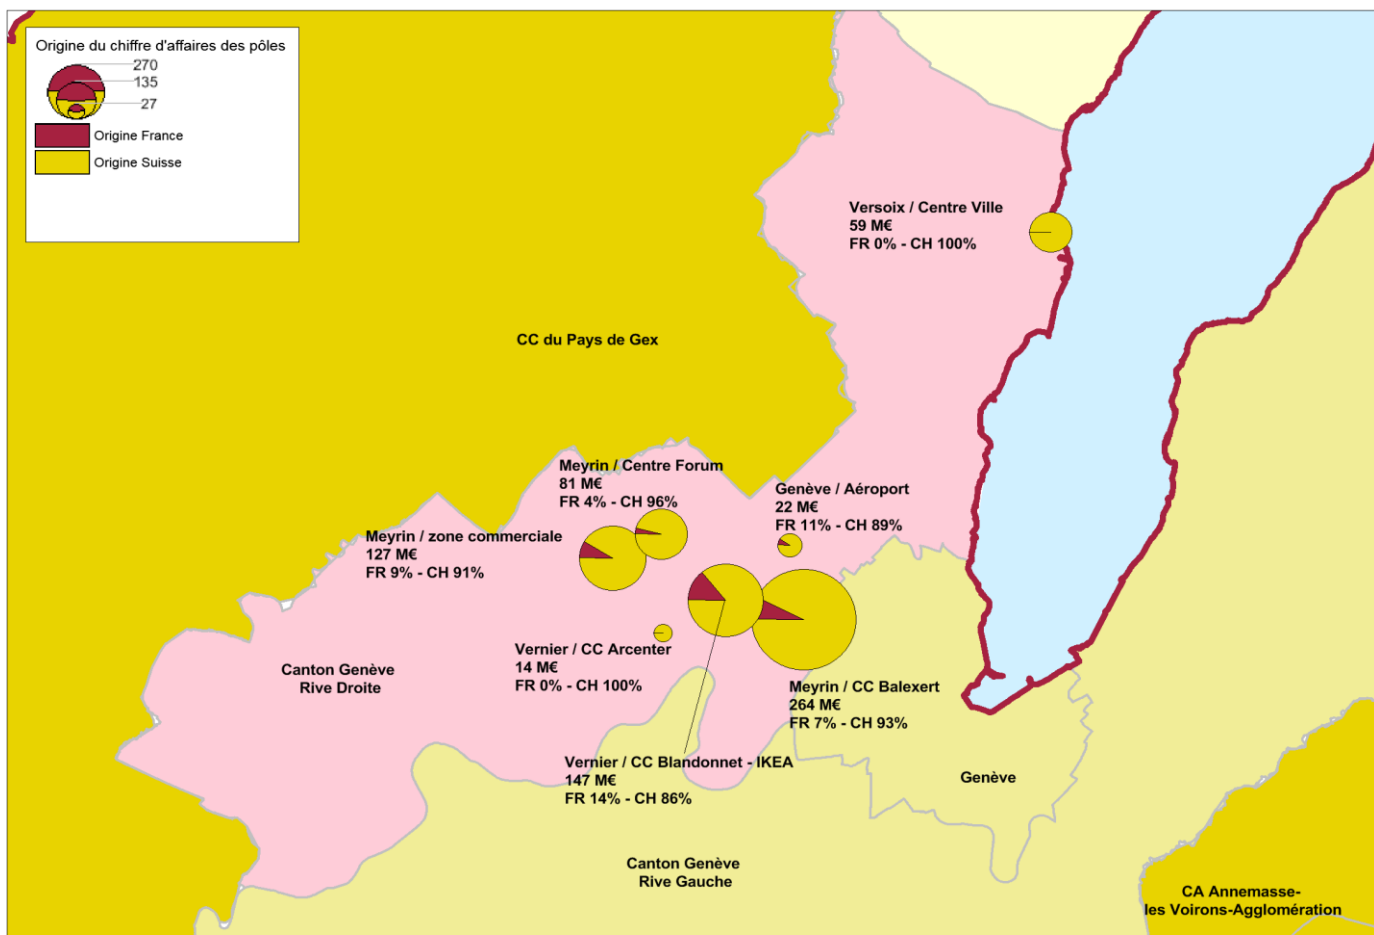 Origine du chiffre d'affaires des pôles
270
135
27
Origine France
Origine Suisse
Versoix / Centre Ville
59 M€
FR 0% - CH 100%
CC du Pays de Gex
Meyrin / Centre Forum
81 M€
FR 4% - CH 96%
Genève / Aéroport
22 M€
FR 11% - CH 89%
Meyrin / zone commerciale
127 M€
FR 9% - CH 91%
Vernier / CC Arcenter
14 M€
FR 0% - CH 100%
Canton Genève
Rive Droite
Meyrin / CC Balexert
264 M€
FR 7% - CH 93%
Vernier / CC Blandonnet - IKEA
147 M€
FR 14% - CH 86%
Genève
Canton Genève
Rive Gauche
CA Annemasse-
les Voirons-Agglomération